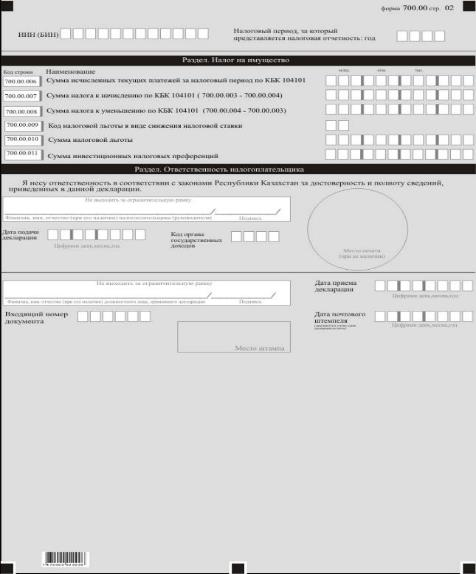 форма 700.00 стр. 02
ИИН (БИН)
Налоговый период, за который
представляется налоговая отчетность: год
Раздел. Налог на имущество
Код строки Наименование
700.00.006 Сумма исчисленных текущих платежей за налоговый период по КБК 104101
700.00.007 Сумма налога к начислению по КБК 104101 ( 700.00.003 - 700.00.004)
700.00.008 Сумма налога к уменьшению по КБК 104101 (700.00.004 - 700.00.003)
700.00.009 Код налоговой льготы в виде снижения налоговой ставки
700.00.010 Сумма налоговой льготы
700.00.011 Сумма инвестиционных налоговых преференций
млрд. млн. тыс.
Раздел. Ответственность налогоплательщика
Я несу ответственность в соответствии с законами Республики Казахстан за достоверность и полноту сведений,
приведенных в данной декларации.
Не выходить за ограничительную рамку
Фамилия, имя, отчество (при его наличии) налогоплательщика (руководителя) Подпись
Дата подачи
декларации
Цифрами день, месяц, год
Код органа
государственных
доходов
Место печати
(при ее наличии)
Не выходить за ограничительную рамку
Фамилия, имя, отчество (при его наличии) должностного лица, принявшего декларацию Подпись
Дата приема
декларации
Цифрами день, месяц, год
Входящий номер
документа
Дата почтового
штемпеля
Цифрами день, месяц, год
Место штампа